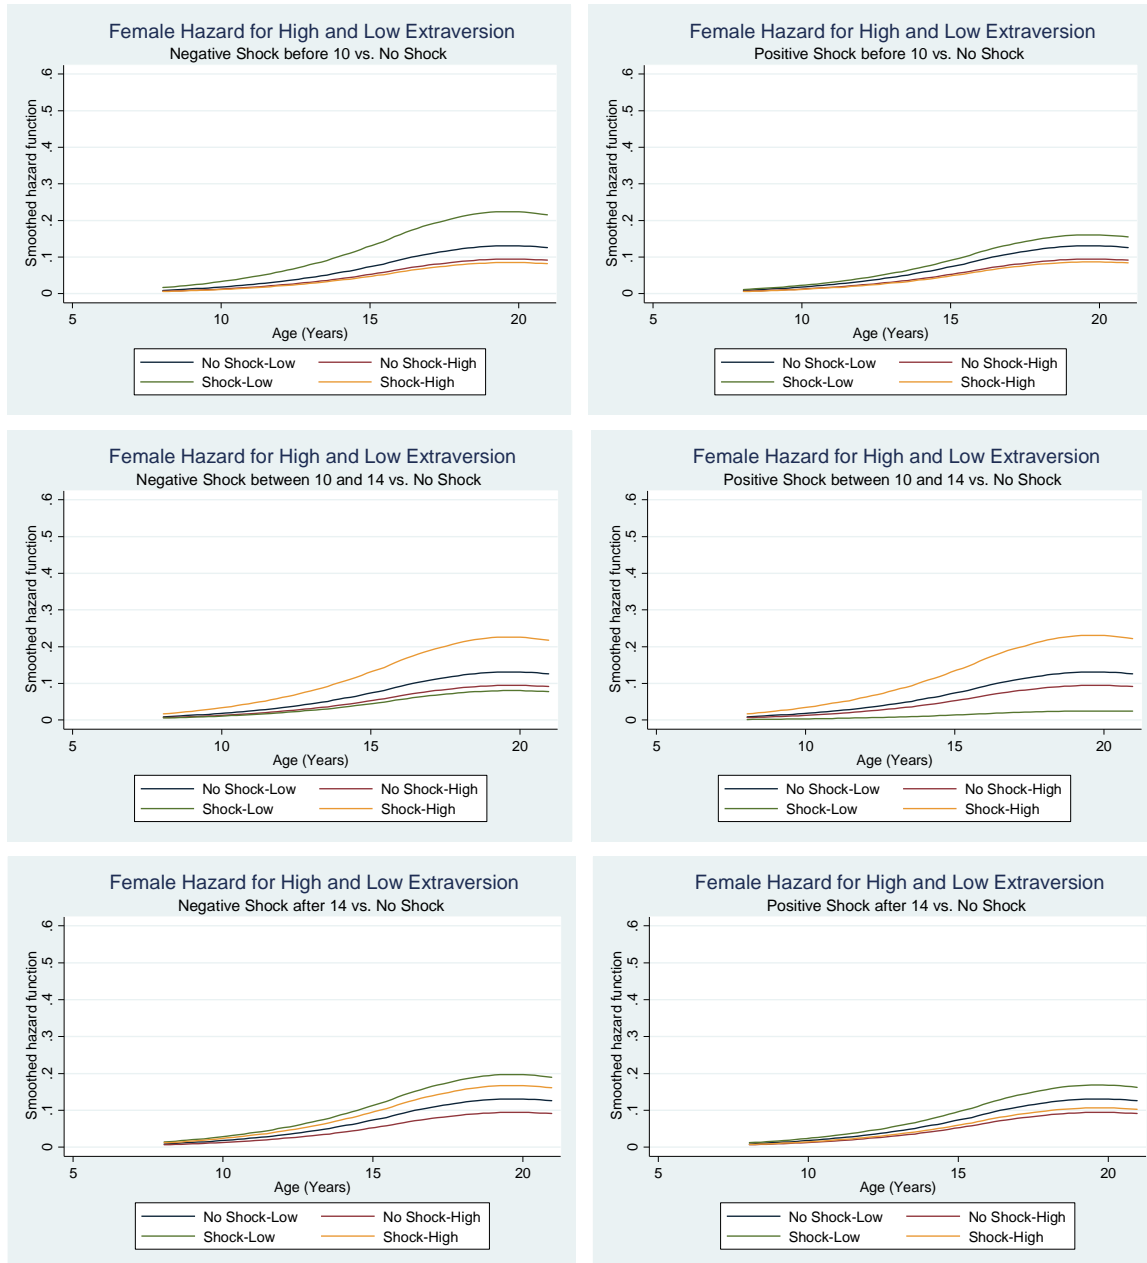 Female Hazard for High and Low Extraversion
Negative Shock before 10 vs. No Shock
Smoothed hazard function
.6
.5
.4
.3
.2
.1
0
5 10 15 20
Age (Years)
No Shock-Low No Shock-High
Shock-Low Shock-High
Female Hazard for High and Low Extraversion
Positive Shock before 10 vs. No Shock
Smoothed hazard function
.6
.5
.4
.3
.2
.1
0
5 10 15 20
Age (Years)
No Shock-Low No Shock-High
Shock-Low Shock-High
Female Hazard for High and Low Extraversion
Negative Shock between 10 and 14 vs. No Shock
Smoothed hazard function
.6
.5
.4
.3
.2
.1
0
5 10 15 20
Age (Years)
No Shock-Low No Shock-High
Shock-Low Shock-High
Female Hazard for High and Low Extraversion
Positive Shock between 10 and 14 vs. No Shock
Smoothed hazard function
.6
.5
.4
.3
.2
.1
0
5 10 15 20
Age (Years)
No Shock-Low No Shock-High
Shock-Low Shock-High
Female Hazard for High and Low Extraversion
Negative Shock after 14 vs. No Shock
Smoothed hazard function
.6
.5
.4
.3
.2
.1
0
5 10 15 20
Age (Years)
No Shock-Low No Shock-High
Shock-Low Shock-High
Female Hazard for High and Low Extraversion
Positive Shock after 14 vs. No Shock
Smoothed hazard function
.6
.5
.4
.3
.2
.1
0
5 10 15 20
Age (Years)
No Shock-Low No Shock-High
Shock-Low Shock-High